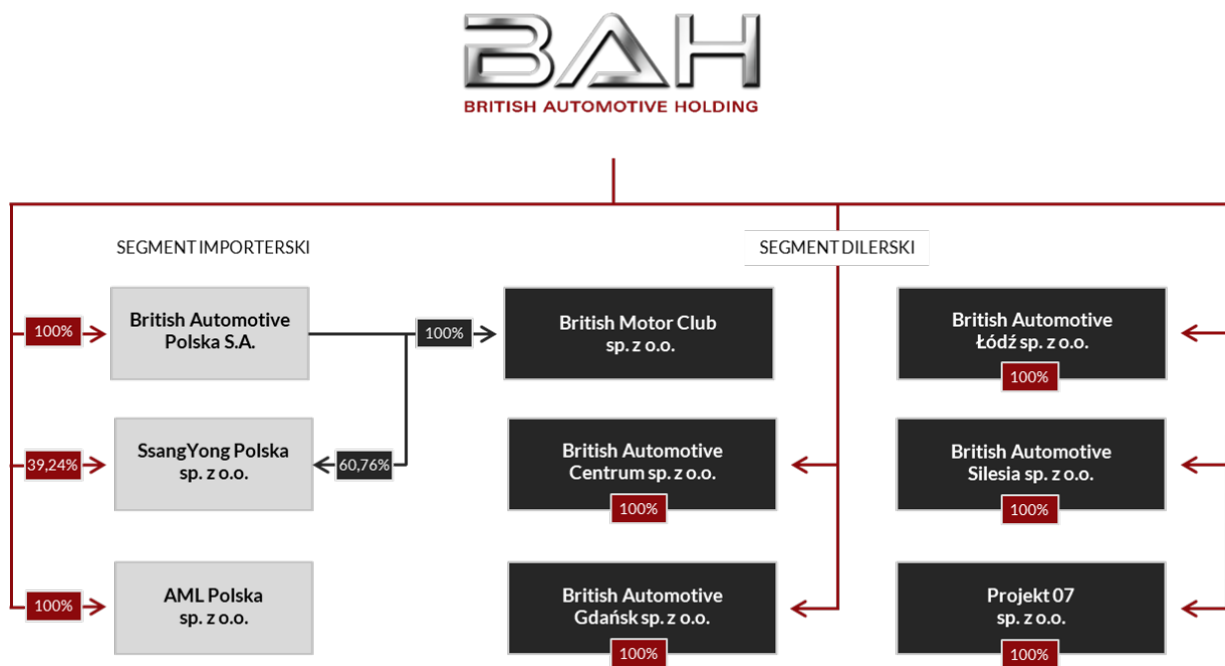 BAH
BRITISH AUTOMOTIVE HOLDING
SEGMENT IMPORTERSKI
SEGMENT DILERSKI
100%
British Automotive
Polska S.A.
100%
British Motor Club
sp. z o.o.
British Automotive
Łódź sp. z o.o.
100%
39,24%
SsangYong Polska
sp. z o.o.
60,76%
British Automotive
Centrum sp. z o.o.
100%
British Automotive
Silesia sp. z o.o.
100%
100%
AML Polska
sp. z o.o.
British Automotive
Gdańsk sp. z o.o.
100%
Projekt 07
sp. z o.o.
100%